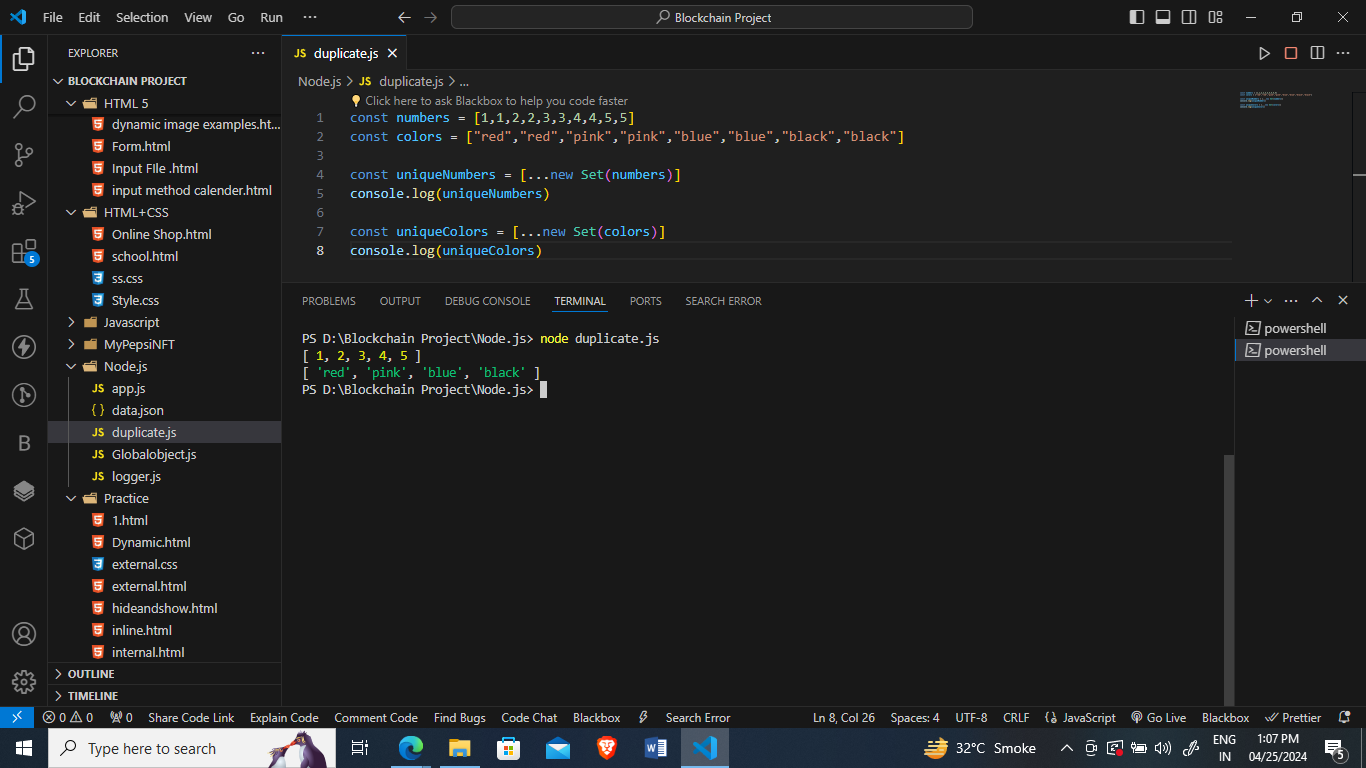 File Edit Selection View Go Run ···
Blockchain Project
EXPLORER
BLOCKCHAIN PROJECT
HTML 5
dynamic image examples.ht...
Form.html
Input FIle .html
input method calender.html
HTML+CSS
Online Shop.html
school.html
ss.css
Style.css
Javascript
MyPepsiNFT
Node.js
JS app.js
{ } data.json
JS duplicate.js
JS Globalobject.js
JS logger.js
Practice
1.html
Dynamic.html
external.css
external.html
hideandshow.html
inline.html
internal.html
OUTLINE
TIMELINE
5
B
JS duplicate.js
Node.js > JS duplicate.js > ...
Click here to ask Blackbox to help you code faster
1 const numbers = [1,1,2,2,3,3,4,4,5,5]
2 const colors = ["red","red","pink","pink","blue","blue","black","black"]
3
4 const uniqueNumbers = [...new Set(numbers)]
5 console.log(uniqueNumbers)
6
7 const uniqueColors = [...new Set(colors)]
8 console.log(uniqueColors)
PROBLEMS OUTPUT DEBUG CONSOLE TERMINAL PORTS SEARCH ERROR
PS D:\Blockchain Project\Node.js> node duplicate.js
[ 1, 2, 3, 4, 5 ]
[ 'red', 'pink', 'blue', 'black' ]
PS D:\Blockchain Project\Node.js>
powershell
powershell
0 0 0 Share Code Link Explain Code Comment Code Find Bugs Code Chat Blackbox Search Error Ln 8, Col 26 Spaces: 4 UTF-8 CRLF JavaScript Go Live Blackbox Prettier
Type here to search
32°C Smoke
ENG
IN
1:07 PM
04/25/2024
5